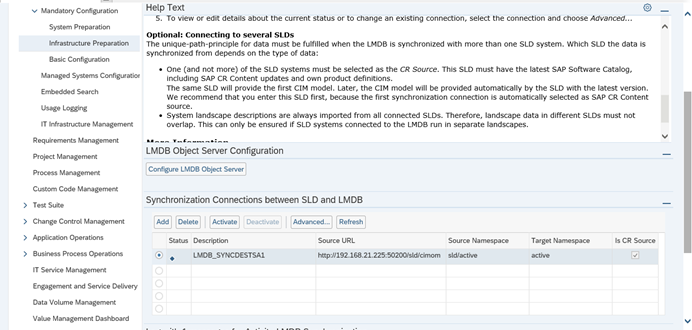 Mandatory Configuration
System Preparation
Infrastructure Preparation
Basic Configuration
Managed Systems Configuration
Embedded Search
Usage Logging
IT Infrastructure Management
Requirements Management
Project Management
Process Management
Custom Code Management
Test Suite
Change Control Management
Application Operations
Business Process Operations
IT Service Management
Engagement and Service Delivery
Data Volume Management
Value Management Dashboard
Help Text
5. To view or edit details about the current status or to change an existing connection, select the connection and choose Advanced...
Optional: Connecting to several SLDs
The unique-path-principle for data must be fulfilled when the LMDB is synchronized with more than one SLD system. Which SLD the data is
synchronized from depends on the type of data:
• One (and not more) of the SLD systems must be selected as the CR Source. This SLD must have the latest SAP Software Catalog,
including SAP CR Content updates and own product definitions.
The same SLD will provide the first CIM model. Later, the CIM model will be provided automatically by the SLD with the latest version.
We recommend that you enter this SLD first, because the first synchronization connection is automatically selected as SAP CR Content
source.
• System landscape descriptions are always imported from all connected SLDs. Therefore, landscape data in different SLDs must not
overlap. This can only be ensured if SLD systems connected to the LMDB run in separate landscapes.
More Information
LMDB Object Server Configuration
Configure LMDB Object Server
Synchronization Connections between SLD and LMDB
Add Delete Activate Deactivate Advanced... Refresh
Status Description Source URL Source Namespace Target Namespace Is CR Source
LMDB_SYNCDESTSA1 http://192.168.21.225:50200/sld/cimom sld/active active